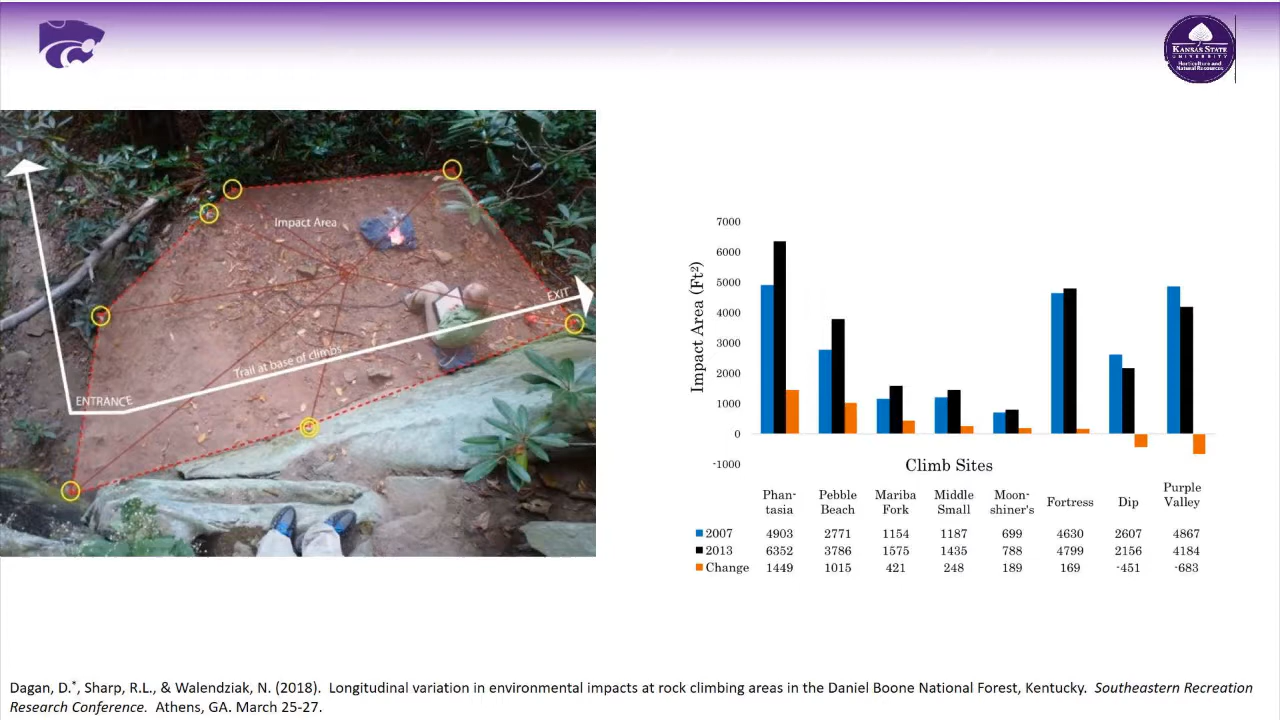 KANSAS STATE
UNIVERSITY
Horticulture and
Natural Resources
Impact Area
EXIT
Trail at base of climbs
ENTRANCE
7000
6000
5000
4000
3000
2000
1000
0
-1000
Impact Area (Ft²)
Climb Sites
Phan-
tasia
Pebble
Beach
Mariba
Fork
Middle
Small
Moon-
shiner's
Fortress
Dip
Purple
Valley
2007 4903 2771 1154 1187 699 4630 2607 4867
2013 6352 3786 1575 1435 788 4799 2156 4184
Change 1449 1015 421 248 189 169 -451 -683
Dagan, D.*, Sharp, R.L., & Walendziak, N. (2018). Longitudinal variation in environmental impacts at rock climbing areas in the Daniel Boone National Forest, Kentucky. Southeastern Recreation
Research Conference. Athens, GA. March 25-27.